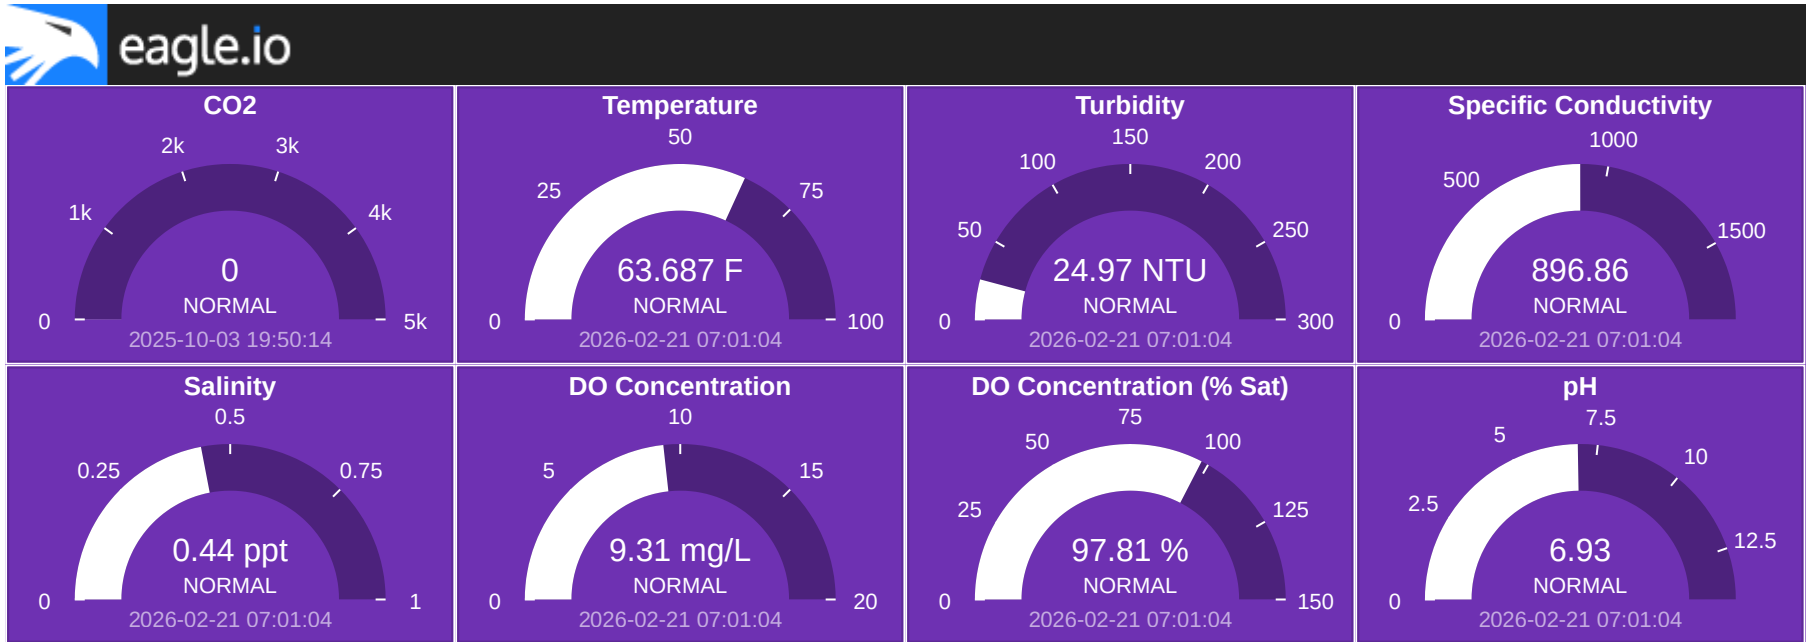 eagle.io
CO2
0
1k
2k
3k
4k
5k
0
NORMAL
2025-10-03 19:50:14
Temperature
0
25
50
75
100
63.687 F
NORMAL
2026-02-21 07:01:04
Turbidity
0
50
100
150
200
250
300
24.97 NTU
NORMAL
2026-02-21 07:01:04
Specific Conductivity
0
500
1000
1500
896.86
NORMAL
2026-02-21 07:01:04
Salinity
0
0.25
0.5
0.75
1
0.44 ppt
NORMAL
2026-02-21 07:01:04
DO Concentration
0
5
10
15
20
9.31 mg/L
NORMAL
2026-02-21 07:01:04
DO Concentration (% Sat)
0
25
50
75
100
125
150
97.81 %
NORMAL
2026-02-21 07:01:04
pH
0
2.5
5
7.5
10
12.5
6.93
NORMAL
2026-02-21 07:01:04